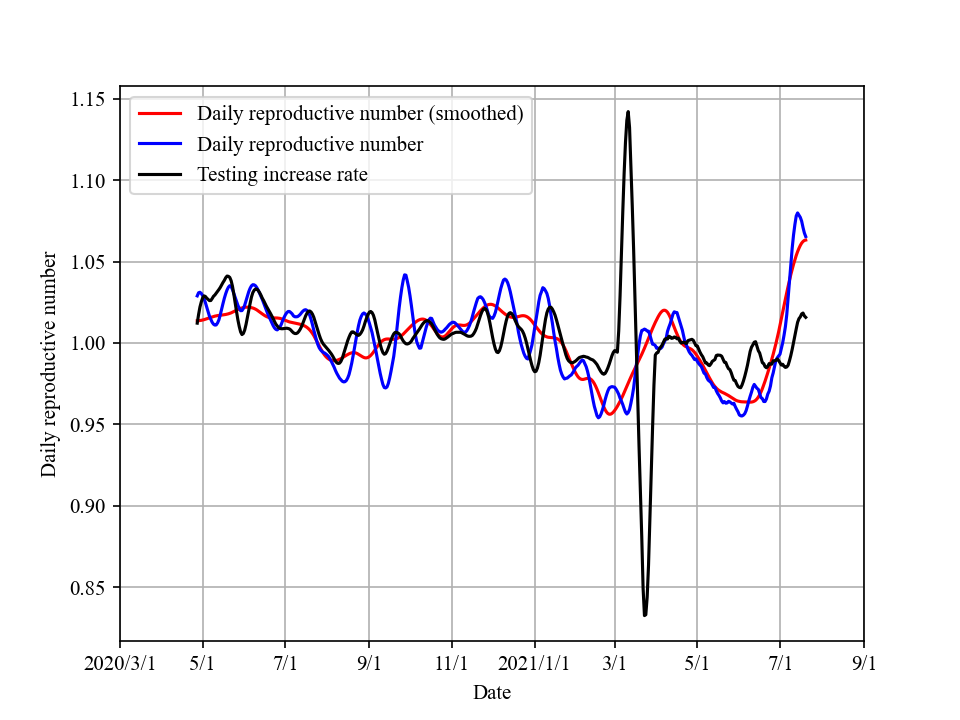 Daily reproductive number (smoothed)
Daily reproductive number
Testing increase rate
1.15
1.10
1.05
1.00
0.95
0.90
0.85
Daily reproductive number
2020/3/1 5/1 7/1 9/1 11/1 2021/1/1 3/1 5/1 7/1 9/1
Date